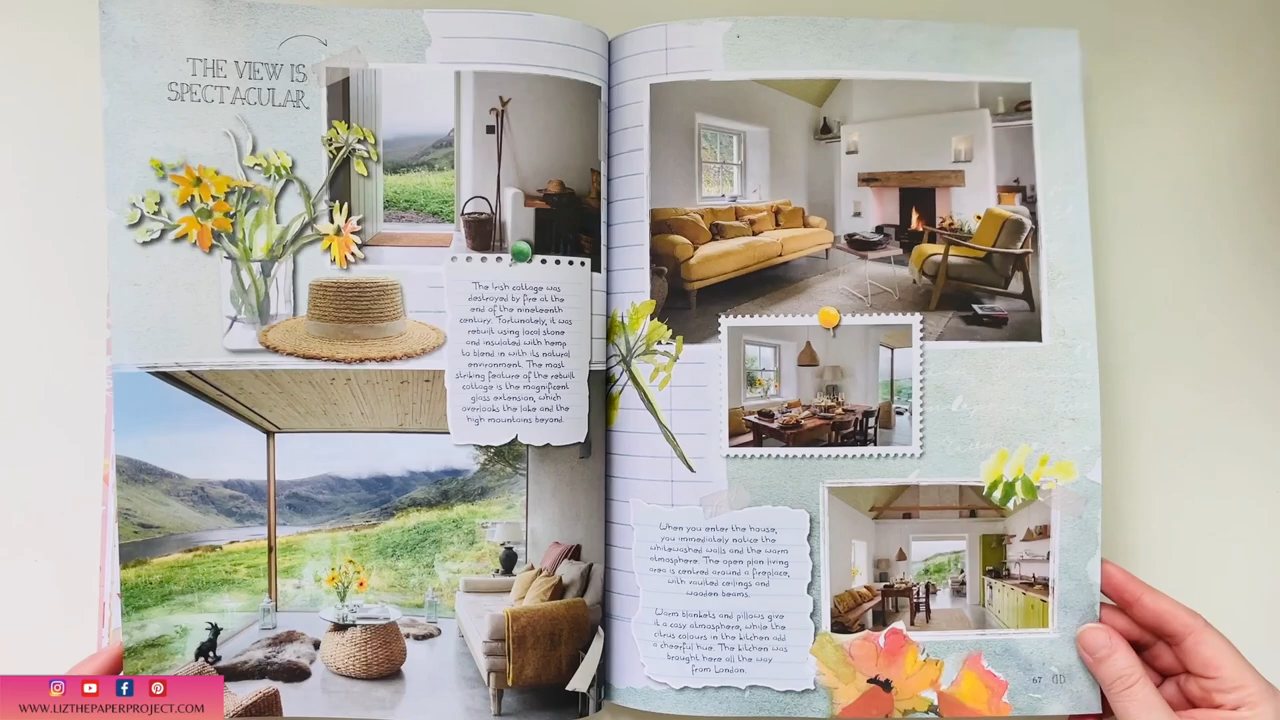 THE VIEW IS
SPECTACULAR
The Irish cottage was
destroyed by fire at the
end of the nineteenth
century. Fortunately, it was
rebuilt using local stone
and insulated with hemp
to blend in with its natural
environment. The most
striking feature of the rebuilt
cottage is the magnificent
glass extension, which
overlooks the lake and the
high mountains beyond.
When you enter the house,
you immediately notice the
whitewashed walls and the warm
atmosphere. The open plan living
area is centred around a fireplace,
with vaulted ceilings and
wooden beams.
Warm blankets and pillows give
it a cosy atmosphere, while the
citrus colours in the kitchen add
a cheerful hue. The kitchen was
brought here all the way
from London.
67
WWW.LIZTHEPAPERPROJECT.COM